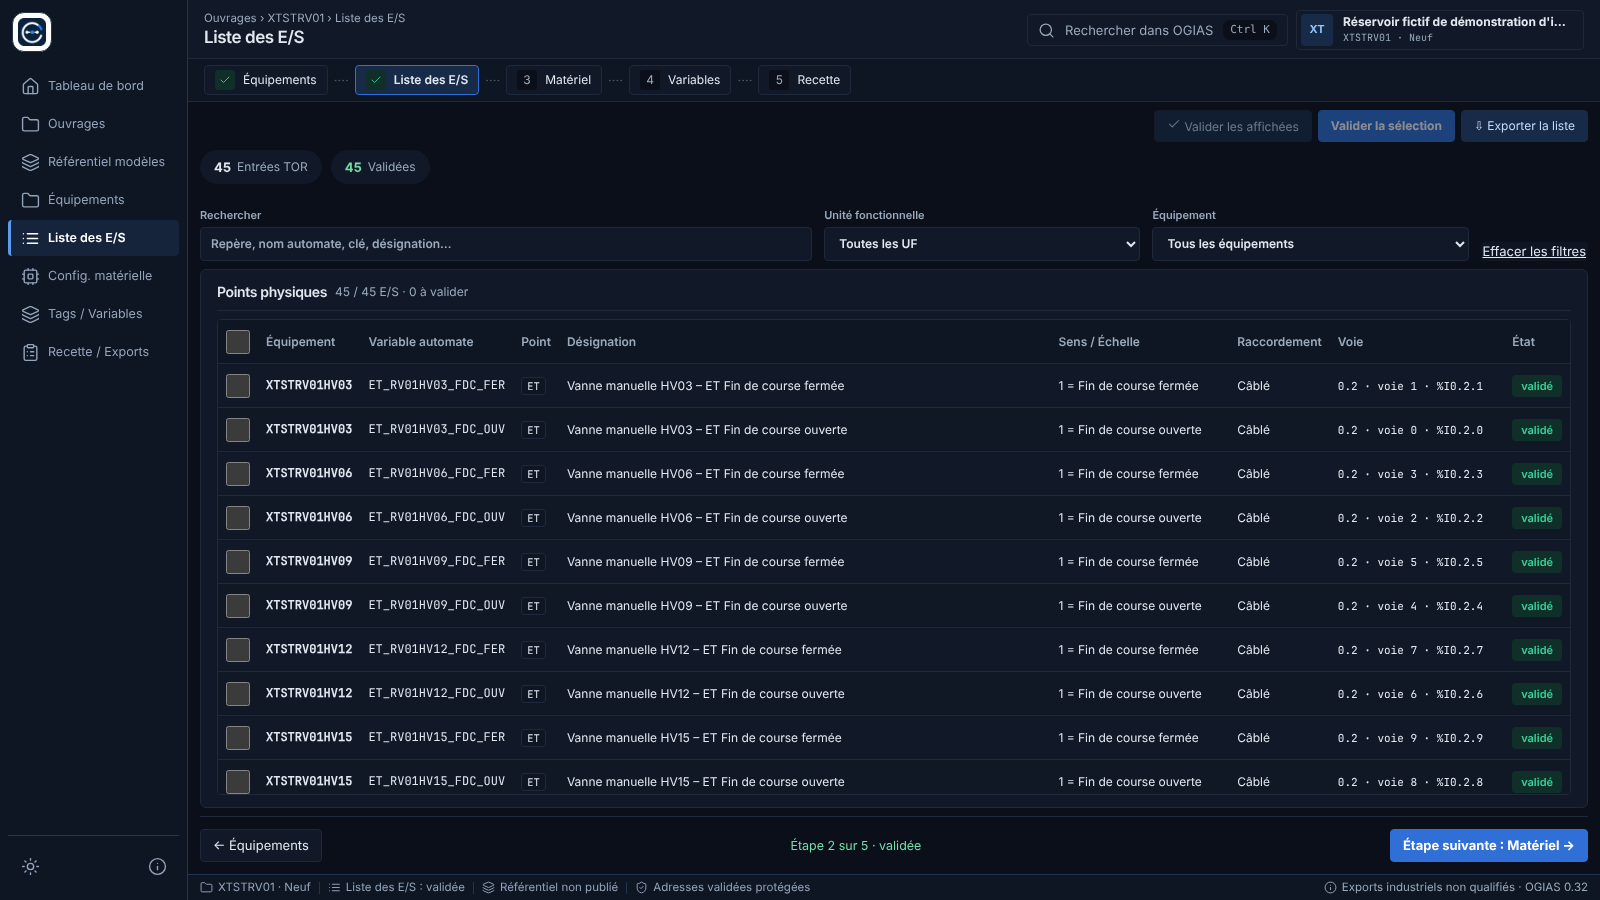 Ouvrages › XTSTRV01 › Liste des E/S
Liste des E/S
Rechercher dans OGIAS Ctrl K
XT Réservoir fictif de démonstration d'i...
XTSTRV01 · Neuf
Tableau de bord
Ouvrages
Référentiel modèles
Équipements
Liste des E/S
Config. matérielle
Tags / Variables
Recette / Exports
Équipements
Liste des E/S
3 Matériel
4 Variables
5 Recette
✓ Valider les affichées
Valider la sélection
⇩ Exporter la liste
45 Entrées TOR
45 Validées
Rechercher
Repère, nom automate, clé, désignation...
Unité fonctionnelle
Toutes les UF
Équipement
Tous les équipements
Effacer les filtres
Points physiques 45 / 45 E/S · 0 à valider
Équipement Variable automate Point Désignation Sens / Échelle Raccordement Voie État
XTSTRV01HV03 ET_RV01HV03_FDC_FER ET Vanne manuelle HV03 – ET Fin de course fermée 1 = Fin de course fermée Câblé 0.2 · voie 1 · %I0.2.1 validé
XTSTRV01HV03 ET_RV01HV03_FDC_OUV ET Vanne manuelle HV03 – ET Fin de course ouverte 1 = Fin de course ouverte Câblé 0.2 · voie 0 · %I0.2.0 validé
XTSTRV01HV06 ET_RV01HV06_FDC_FER ET Vanne manuelle HV06 – ET Fin de course fermée 1 = Fin de course fermée Câblé 0.2 · voie 3 · %I0.2.3 validé
XTSTRV01HV06 ET_RV01HV06_FDC_OUV ET Vanne manuelle HV06 – ET Fin de course ouverte 1 = Fin de course ouverte Câblé 0.2 · voie 2 · %I0.2.2 validé
XTSTRV01HV09 ET_RV01HV09_FDC_FER ET Vanne manuelle HV09 – ET Fin de course fermée 1 = Fin de course fermée Câblé 0.2 · voie 5 · %I0.2.5 validé
XTSTRV01HV09 ET_RV01HV09_FDC_OUV ET Vanne manuelle HV09 – ET Fin de course ouverte 1 = Fin de course ouverte Câblé 0.2 · voie 4 · %I0.2.4 validé
XTSTRV01HV12 ET_RV01HV12_FDC_FER ET Vanne manuelle HV12 – ET Fin de course fermée 1 = Fin de course fermée Câblé 0.2 · voie 7 · %I0.2.7 validé
XTSTRV01HV12 ET_RV01HV12_FDC_OUV ET Vanne manuelle HV12 – ET Fin de course ouverte 1 = Fin de course ouverte Câblé 0.2 · voie 6 · %I0.2.6 validé
XTSTRV01HV15 ET_RV01HV15_FDC_FER ET Vanne manuelle HV15 – ET Fin de course fermée 1 = Fin de course fermée Câblé 0.2 · voie 9 · %I0.2.9 validé
XTSTRV01HV15 ET_RV01HV15_FDC_OUV ET Vanne manuelle HV15 – ET Fin de course ouverte 1 = Fin de course ouverte Câblé 0.2 · voie 8 · %I0.2.8 validé
← Équipements
Étape 2 sur 5 · validée
Étape suivante : Matériel →
XTSTRV01 · Neuf
Liste des E/S : validée
Référentiel non publié
Adresses validées protégées
Exports industriels non qualifiés · OGIAS 0.32